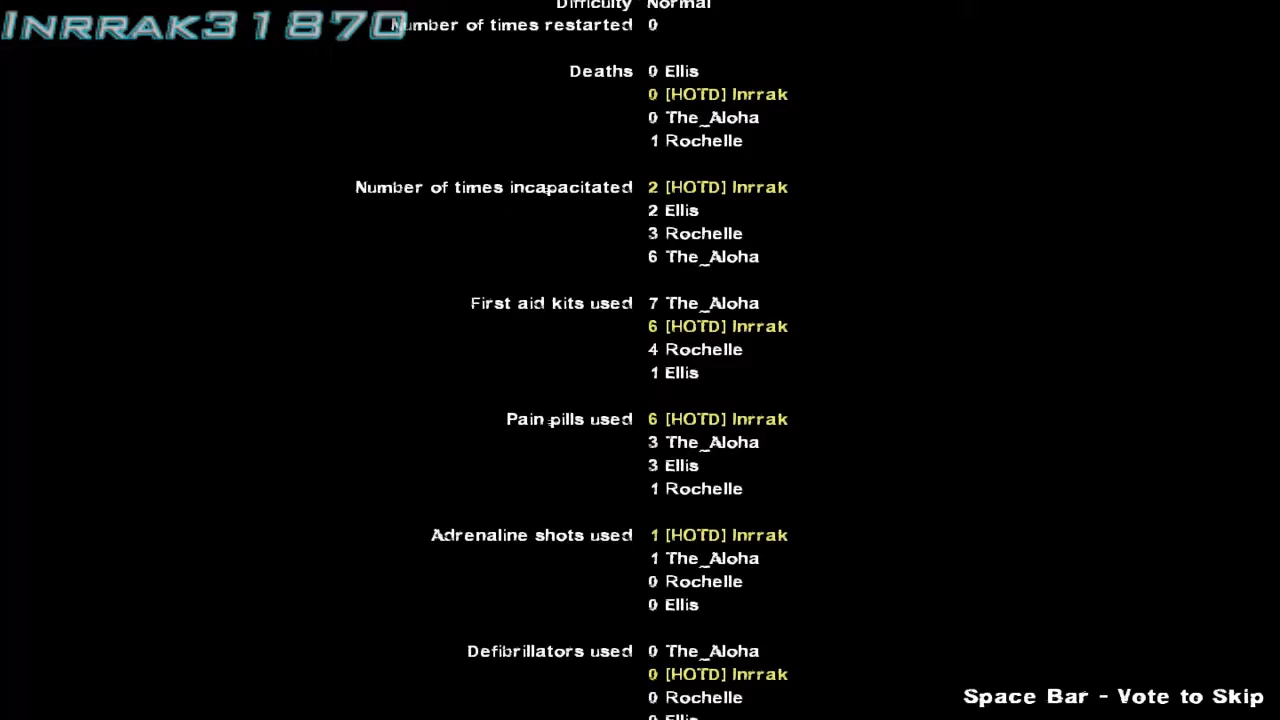 Difficulty Normal
Inrrak31870
Number of times restarted 0
Deaths 0 Ellis
0 [HOTD] Inrrak
0 The_Aloha
1 Rochelle
Number of times incapacitated 2 [HOTD] Inrrak
2 Ellis
3 Rochelle
6 The_Aloha
First aid kits used 7 The_Aloha
6 [HOTD] Inrrak
4 Rochelle
1 Ellis
Pain pills used 6 [HOTD] Inrrak
3 The_Aloha
3 Ellis
1 Rochelle
Adrenaline shots used 1 [HOTD] Inrrak
1 The_Aloha
0 Rochelle
0 Ellis
Defibrillators used 0 The_Aloha
0 [HOTD] Inrrak
0 Rochelle
0 Ellis
Space Bar - Vote to Skip